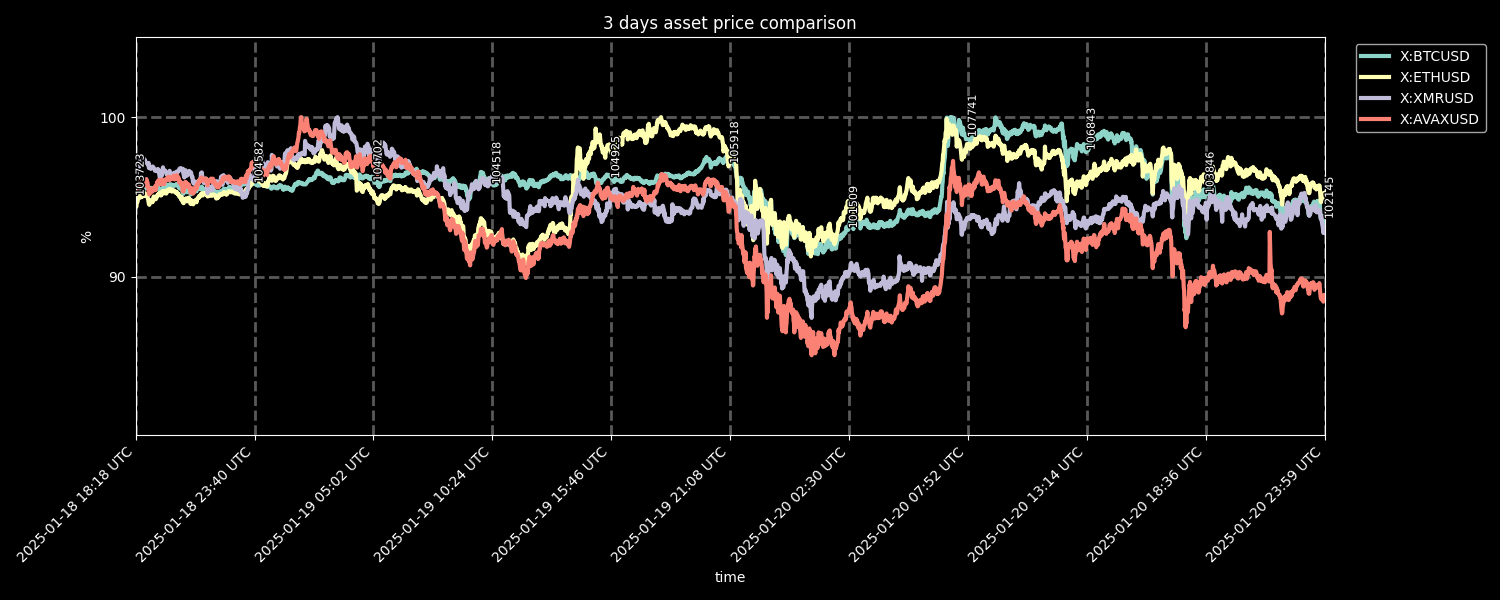 3 days asset price comparison
X:BTCUSD
X:ETHUSD
X:XMRUSD
X:AVAXUSD
100
90
%
103723
104582
104702
104518
104925
105918
101509
107741
106843
103846
102145
2025-01-18 18:18 UTC
2025-01-18 23:40 UTC
2025-01-19 05:02 UTC
2025-01-19 10:24 UTC
2025-01-19 15:46 UTC
2025-01-19 21:08 UTC
2025-01-20 02:30 UTC
2025-01-20 07:52 UTC
2025-01-20 13:14 UTC
2025-01-20 18:36 UTC
2025-01-20 23:59 UTC
time